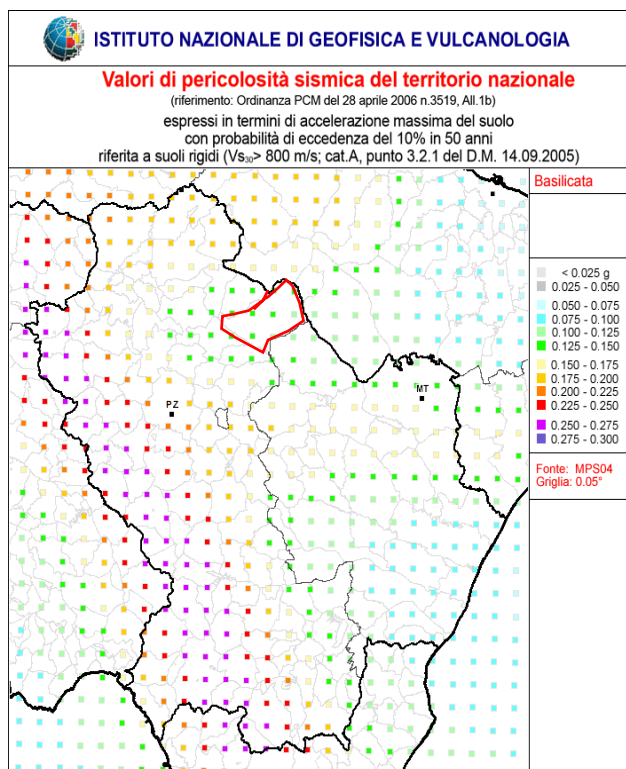 ISTITUTO NAZIONALE DI GEOFISICA E VULCANOLOGIA
Valori di pericolosità sismica del territorio nazionale
(riferimento: Ordinanza PCM del 28 aprile 2006 n.3519, All.1b)
espressi in termini di accelerazione massima del suolo
con probabilità di eccedenza del 10% in 50 anni
riferita a suoli rigidi (Vs₃₀> 800 m/s; cat.A, punto 3.2.1 del D.M. 14.09.2005)
Basilicata
< 0.025 g
0.025 - 0.050
0.050 - 0.075
0.075 - 0.100
0.100 - 0.125
0.125 - 0.150
0.150 - 0.175
0.175 - 0.200
0.200 - 0.225
0.225 - 0.250
0.250 - 0.275
0.275 - 0.300
MT
PZ
Fonte: MPS04
Griglia: 0.05°